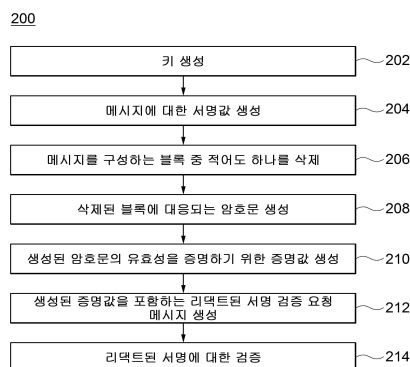 200
키 생성
202
메시지에 대한 서명값 생성
204
메시지를 구성하는 블록 중 적어도 하나를 삭제
206
삭제된 블록에 대응되는 암호문 생성
208
생성된 암호문의 유효성을 증명하기 위한 증명값 생성
210
생성된 증명값을 포함하는 리댁트된 서명 검증 요청
메시지 생성
212
리댁트된 서명에 대한 검증
214